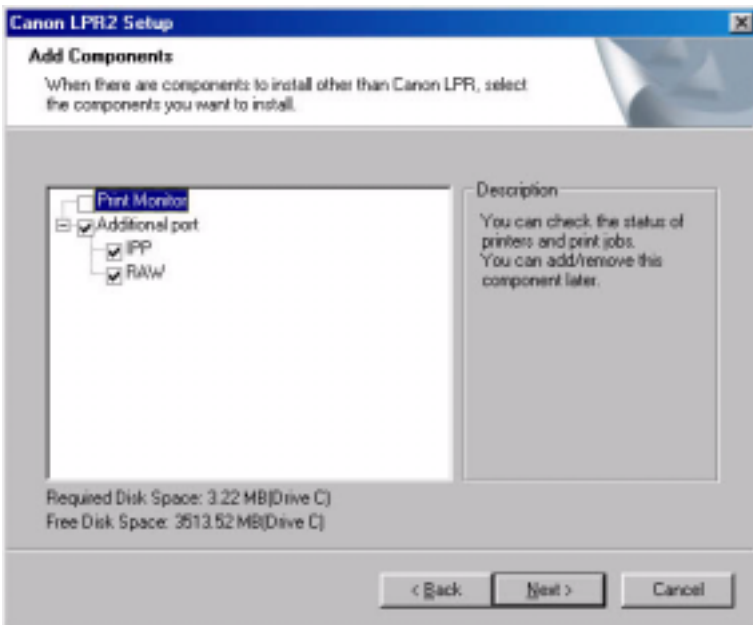 Canon LPR2 Setup
Add Components
When there are components to install other than Canon LPR, select
the components you want to install.
Print Monitor
Additional port
IPP
RAW
Description
You can check the status of
printers and print jobs.
You can add/remove this
component later.
Required Disk Space: 3.22 MB(Drive C)
Free Disk Space: 3513.52 MB(Drive C)
< Back
Next >
Cancel